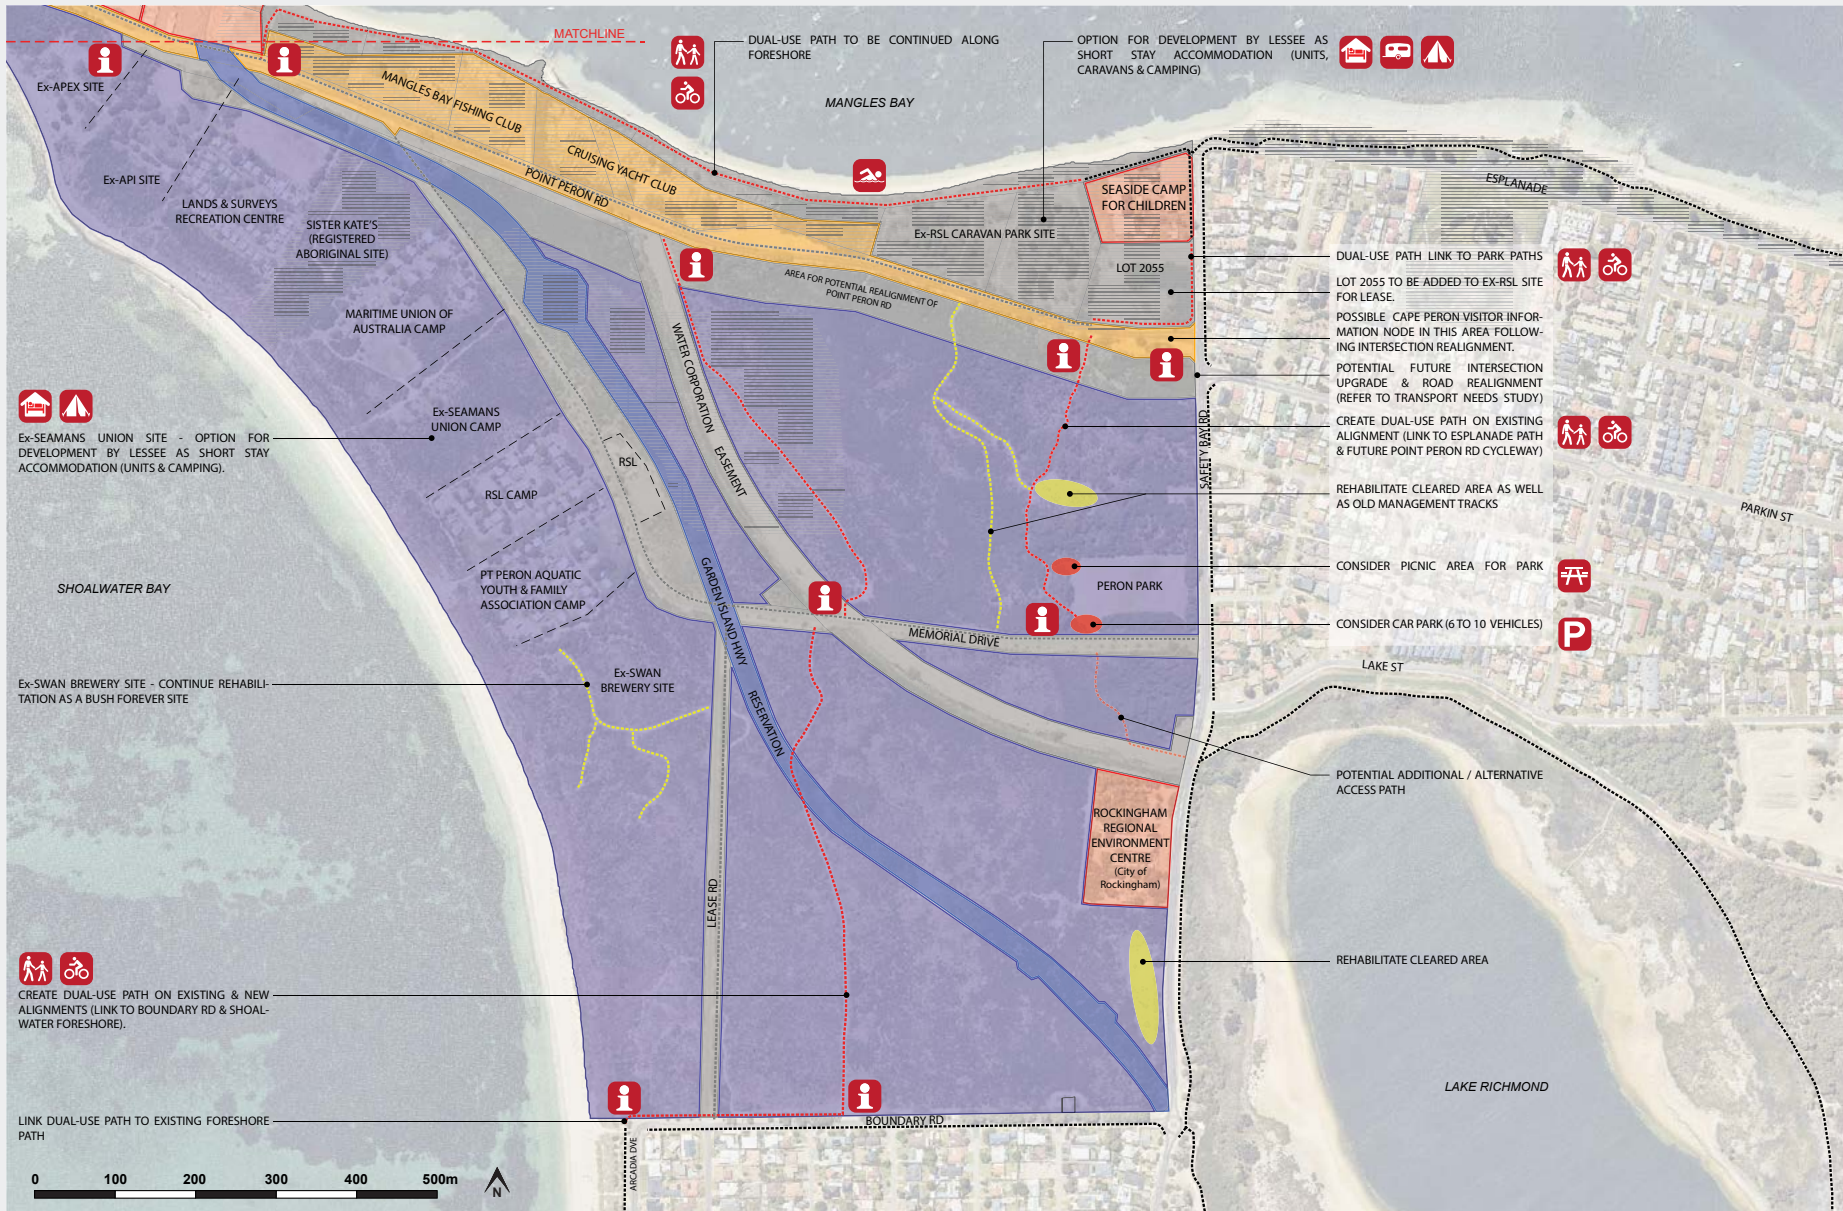 MATCHLINE
Ex-APEX SITE
Ex-API SITE
LANDS & SURVEYS
RECREATION CENTRE
SISTER KATE'S
(REGISTERED
ABORIGINAL SITE)
MARITIME UNION OF
AUSTRALIA CAMP
Ex-SEAMANS
UNION CAMP
RSL
RSL CAMP
PT PERON AQUATIC
YOUTH & FAMILY
ASSOCIATION CAMP
Ex-SWAN
BREWERY SITE
MANGLES BAY FISHING CLUB
CRUISING YACHT CLUB
POINT PERON RD
DUAL-USE PATH TO BE CONTINUED ALONG
FORESHORE
MANGLES BAY
OPTION FOR DEVELOPMENT BY LESSEE AS
SHORT STAY ACCOMMODATION (UNITS,
CARAVANS & CAMPING)
SEASIDE CAMP
FOR CHILDREN
Ex-RSL CARAVAN PARK SITE
LOT 2055
AREA FOR POTENTIAL REALIGNMENT OF
POINT PERON RD
WATER CORPORATION EASEMENT
GARDEN ISLAND HWY RESERVATION
MEMORIAL DRIVE
PERON PARK
LEASE RD
ROCKINGHAM
REGIONAL
ENVIRONMENT
CENTRE
(City of
Rockingham)
BOUNDARY RD
ARCADIA DVE
SAFETY BAY RD
ESPLANADE
PARKIN ST
LAKE ST
LAKE RICHMOND
SHOALWATER BAY
DUAL-USE PATH LINK TO PARK PATHS
LOT 2055 TO BE ADDED TO EX-RSL SITE
FOR LEASE.
POSSIBLE CAPE PERON VISITOR INFOR-
MATION NODE IN THIS AREA FOLLOW-
ING INTERSECTION REALIGNMENT.
POTENTIAL FUTURE INTERSECTION
UPGRADE & ROAD REALIGNMENT
(REFER TO TRANSPORT NEEDS STUDY)
CREATE DUAL-USE PATH ON EXISTING
ALIGNMENT (LINK TO ESPLANADE PATH
& FUTURE POINT PERON RD CYCLEWAY)
REHABILITATE CLEARED AREA AS WELL
AS OLD MANAGEMENT TRACKS
CONSIDER PICNIC AREA FOR PARK
CONSIDER CAR PARK (6 TO 10 VEHICLES)
P
POTENTIAL ADDITIONAL / ALTERNATIVE
ACCESS PATH
REHABILITATE CLEARED AREA
Ex-SEAMANS UNION SITE - OPTION FOR
DEVELOPMENT BY LESSEE AS SHORT STAY
ACCOMMODATION (UNITS & CAMPING).
Ex-SWAN BREWERY SITE - CONTINUE REHABILI-
TATION AS A BUSH FOREVER SITE
CREATE DUAL-USE PATH ON EXISTING & NEW
ALIGNMENTS (LINK TO BOUNDARY RD & SHOAL-
WATER FORESHORE).
LINK DUAL-USE PATH TO EXISTING FORESHORE
PATH
0 100 200 300 400 500m
N
i
i
i
i
i
i
i
i
i